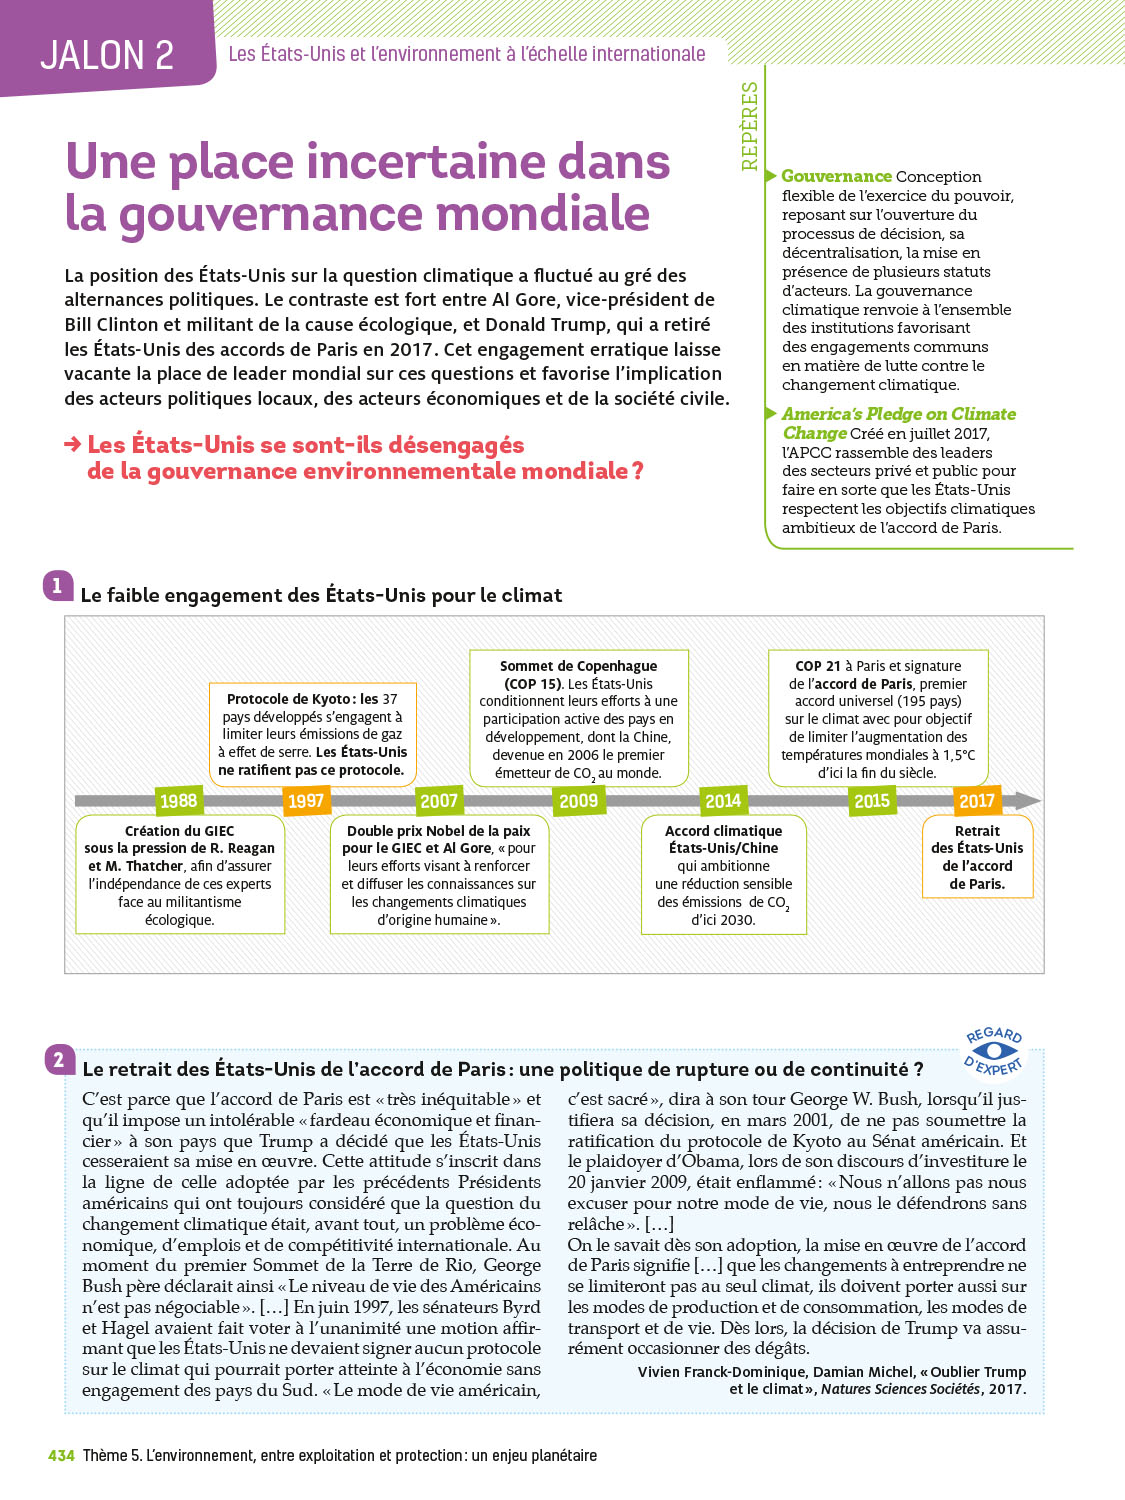 JALON 2
Les États-Unis et l'environnement à l'échelle internationale
Une place incertaine dans
la gouvernance mondiale
La position des États-Unis sur la question climatique a fluctué au gré des
alternances politiques. Le contraste est fort entre Al Gore, vice-président de
Bill Clinton et militant de la cause écologique, et Donald Trump, qui a retiré
les États-Unis des accords de Paris en 2017. Cet engagement erratique laisse
vacante la place de leader mondial sur ces questions et favorise l'implication
des acteurs politiques locaux, des acteurs économiques et de la société civile.
→ Les États-Unis se sont-ils désengagés
de la gouvernance environnementale mondiale ?
REPÈRES
Gouvernance Conception
flexible de l'exercice du pouvoir,
reposant sur l'ouverture du
processus de décision, sa
décentralisation, la mise en
présence de plusieurs statuts
d'acteurs. La gouvernance
climatique renvoie à l'ensemble
des institutions favorisant
des engagements communs
en matière de lutte contre le
changement climatique.
America's Pledge on Climate
Change Créé en juillet 2017,
l'APCC rassemble des leaders
des secteurs privé et public pour
faire en sorte que les États-Unis
respectent les objectifs climatiques
ambitieux de l'accord de Paris.
1
Le faible engagement des États-Unis pour le climat
Protocole de Kyoto : les 37
pays développés s'engagent à
limiter leurs émissions de gaz
à effet de serre. Les États-Unis
ne ratifient pas ce protocole.
Sommet de Copenhague
(COP 15). Les États-Unis
conditionnent leurs efforts à une
participation active des pays en
développement, dont la Chine,
devenue en 2006 le premier
émetteur de CO2 au monde.
COP 21 à Paris et signature
de l'accord de Paris, premier
accord universel (195 pays)
sur le climat avec pour objectif
de limiter l'augmentation des
températures mondiales à 1,5°C
d'ici la fin du siècle.
1988 1997 2007 2009 2014 2015 2017
Création du GIEC
sous la pression de R. Reagan
et M. Thatcher, afin d'assurer
l'indépendance de ces experts
face au militantisme
écologique.
Double prix Nobel de la paix
pour le GIEC et Al Gore, « pour
leurs efforts visant à renforcer
et diffuser les connaissances sur
les changements climatiques
d'origine humaine ».
Accord climatique
États-Unis/Chine
qui ambitionne
une réduction sensible
des émissions de CO2
d'ici 2030.
Retrait
des États-Unis
de l'accord
de Paris.
REGARD
D'EXPERT
2
Le retrait des États-Unis de l'accord de Paris : une politique de rupture ou de continuité ?
C'est parce que l'accord de Paris est « très inéquitable » et
qu'il impose un intolérable « fardeau économique et finan-
cier » à son pays que Trump a décidé que les États-Unis
cesseraient sa mise en œuvre. Cette attitude s'inscrit dans
la ligne de celle adoptée par les précédents Présidents
américains qui ont toujours considéré que la question du
changement climatique était, avant tout, un problème éco-
nomique, d'emplois et de compétitivité internationale. Au
moment du premier Sommet de la Terre de Rio, George
Bush père déclarait ainsi « Le niveau de vie des Américains
n'est pas négociable ». [...] En juin 1997, les sénateurs Byrd
et Hagel avaient fait voter à l'unanimité une motion affir-
mant que les États-Unis ne devaient signer aucun protocole
sur le climat qui pourrait porter atteinte à l'économie sans
engagement des pays du Sud. « Le mode de vie américain,
c'est sacré », dira à son tour George W. Bush, lorsqu'il jus-
tifiera sa décision, en mars 2001, de ne pas soumettre la
ratification du protocole de Kyoto au Sénat américain. Et
le plaidoyer d'Obama, lors de son discours d'investiture le
20 janvier 2009, était enflammé : « Nous n'allons pas nous
excuser pour notre mode de vie, nous le défendrons sans
relâche ». [...]
On le savait dès son adoption, la mise en œuvre de l'accord
de Paris signifie [...] que les changements à entreprendre ne
se limiteront pas au seul climat, ils doivent porter aussi sur
les modes de production et de consommation, les modes de
transport et de vie. Dès lors, la décision de Trump va assu-
rément occasionner des dégâts.
Vivien Franck-Dominique, Damian Michel, « Oublier Trump
et le climat », Natures Sciences Sociétés, 2017.
434 Thème 5. L'environnement, entre exploitation et protection : un enjeu planétaire